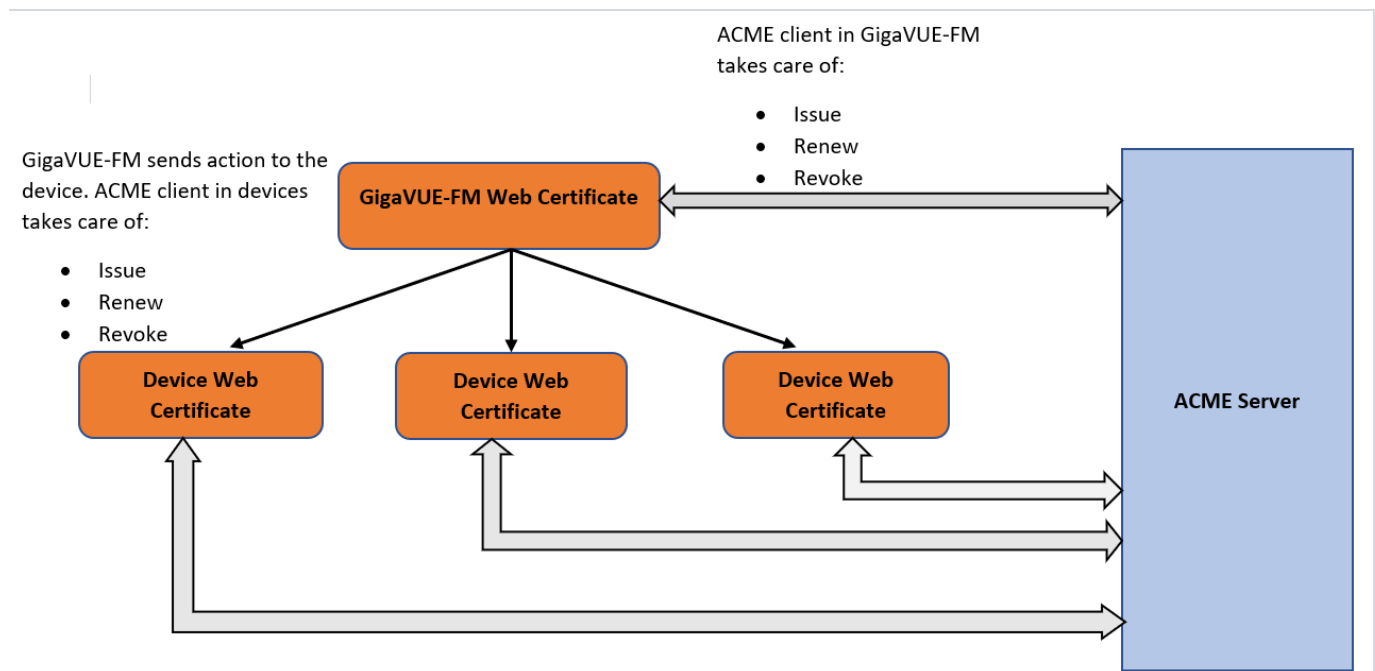 ACME client in GigaVUE-FM
takes care of:
• Issue
• Renew
• Revoke
GigaVUE-FM sends action to the
device. ACME client in devices
takes care of:
• Issue
• Renew
• Revoke
GigaVUE-FM Web Certificate
Device Web
Certificate
Device Web
Certificate
Device Web
Certificate
ACME Server